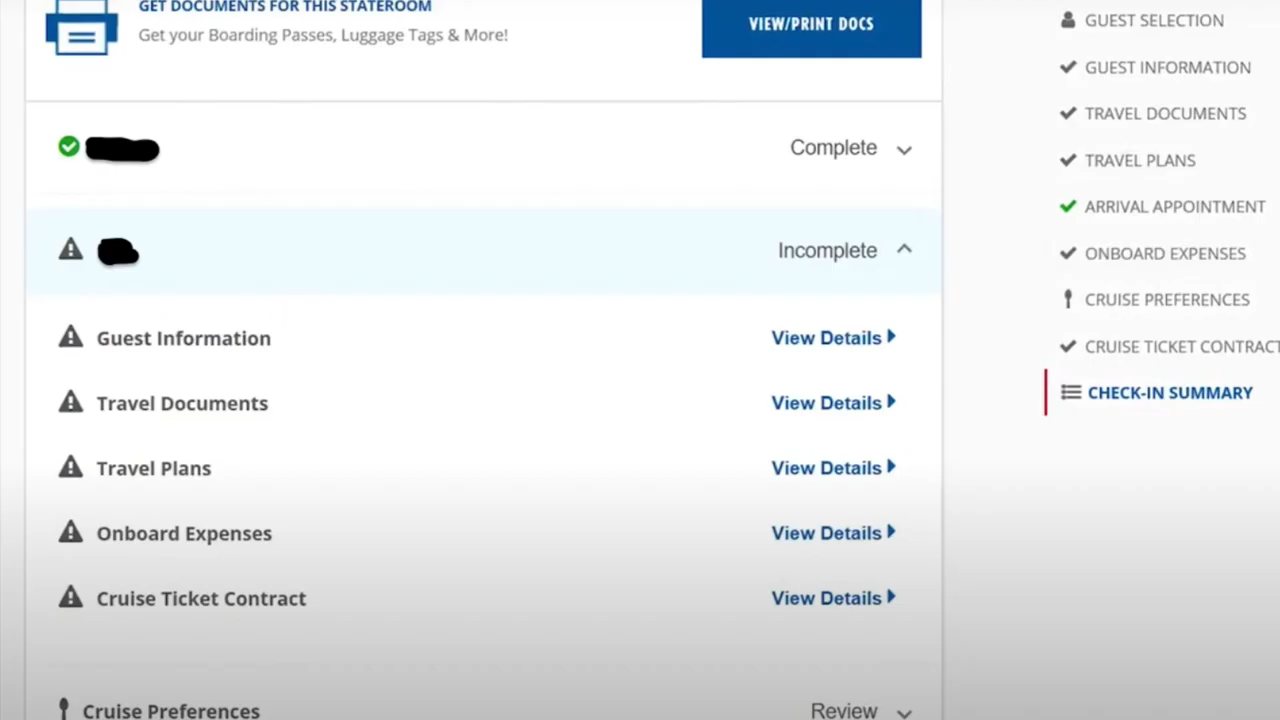 GET DOCUMENTS FOR THIS STATEROOM
Get your Boarding Passes, Luggage Tags & More!
VIEW/PRINT DOCS
Complete
Incomplete
Guest Information View Details
Travel Documents View Details
Travel Plans View Details
Onboard Expenses View Details
Cruise Ticket Contract View Details
Cruise Preferences Review
GUEST SELECTION
GUEST INFORMATION
TRAVEL DOCUMENTS
TRAVEL PLANS
ARRIVAL APPOINTMENT
ONBOARD EXPENSES
CRUISE PREFERENCES
CRUISE TICKET CONTRACT
CHECK-IN SUMMARY